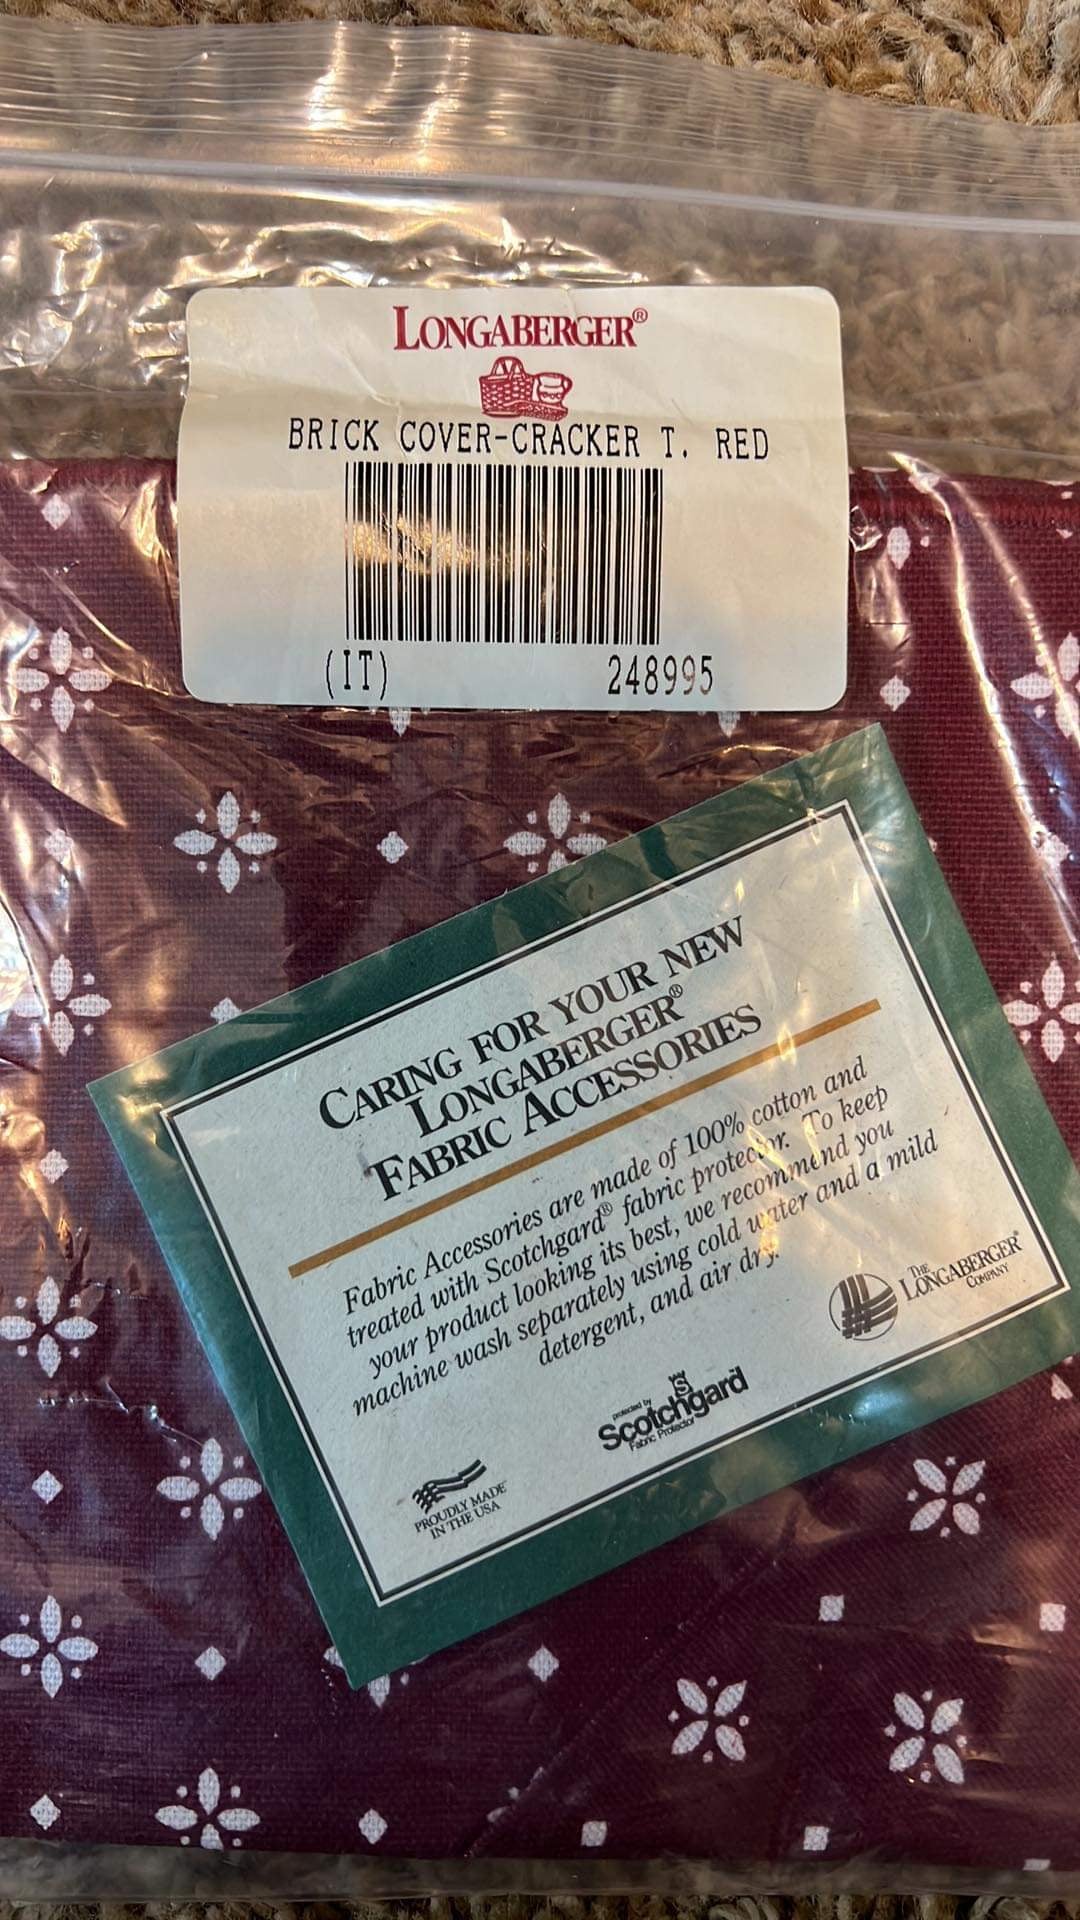 LONGABERGER®
BRICK COVER-CRACKER T. RED
(IT) 248995
CARING FOR YOUR NEW
LONGABERGER®
FABRIC ACCESSORIES
Fabric Accessories are made of 100% cotton and
treated with Scotchgard® fabric protector. To keep
your product looking its best, we recommend you
machine wash separately using cold water and a mild
detergent, and air dry.
THE
LONGABERGER®
COMPANY
protected by
Scotchgard
Fabric Protector
PROUDLY MADE
IN THE USA